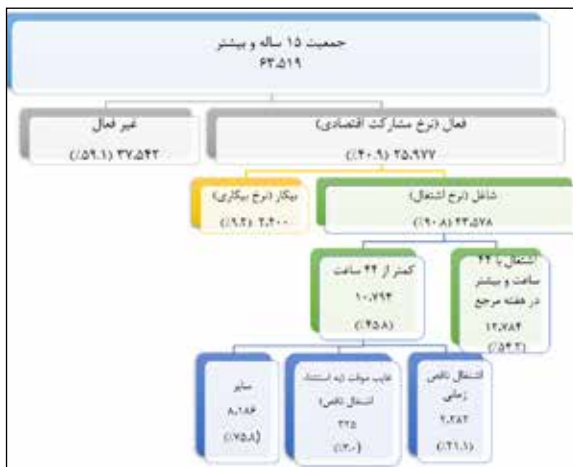 جمعیت ۱۵ ساله و بیشتر
۶۳.۵۱۹
فعال (نرخ مشارکت اقتصادی)
۲۵.۹۷۷ (٪۴۰.۹)
غیر فعال
۳۷.۵۴۲ (٪۵۹.۱)
شاغل (نرخ اشتغال)
۲۳.۵۷۸ (٪۹۰.۸)
بیکار (نرخ بیکاری)
۲.۴۰۰ (٪۹.۲)
اشتغال با ۴۴
ساعت و بیشتر
در هفته مرجع
۱۲.۷۸۴
(٪۵۴.۲)
کمتر از ۴۴ ساعت
۱۰.۷۹۴
(٪۴۵.۸)
اشتغال ناقص
زمانی
۲.۲۸۲
(٪۲۱.۱)
غایب موقت (به استثناء
اشتغال ناقص)
۳۲۵
(٪۳.۰)
سایر
۸.۱۸۶
(٪۷۵.۸)